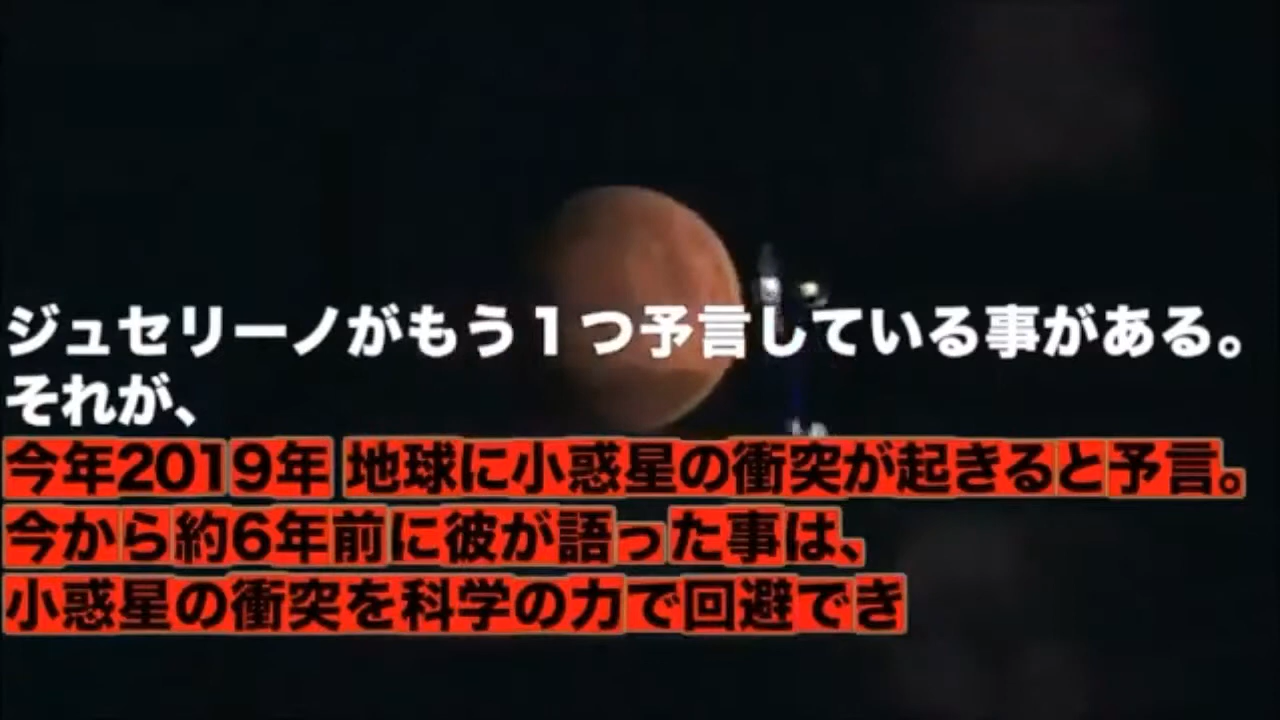 ジュセリーノがもう１つ予言している事がある。
それが、
今年2019年 地球に小惑星の衝突が起きると予言。
今から約6年前に彼が語った事は、
小惑星の衝突を科学の力で回避でき